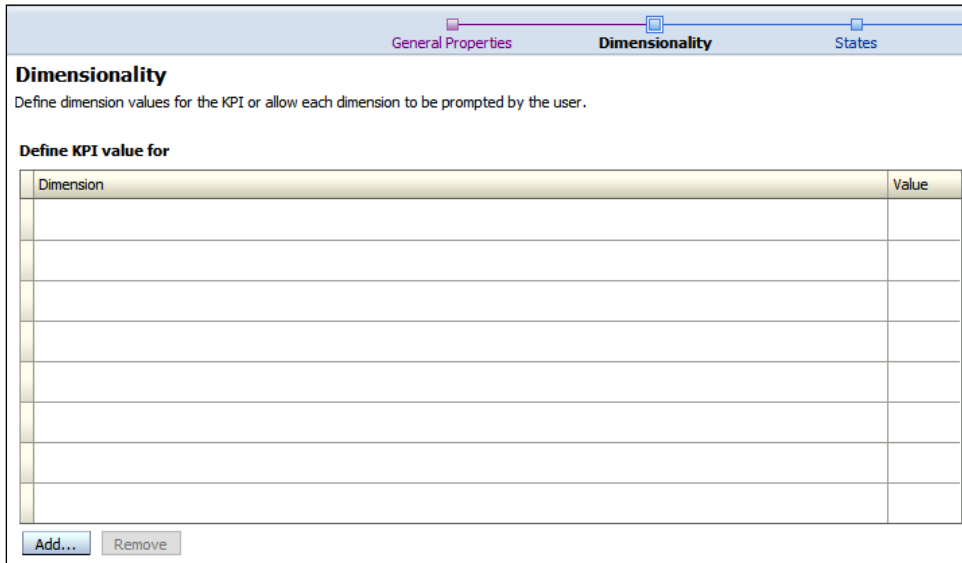 General Properties Dimensionality States
Dimensionality
Define dimension values for the KPI or allow each dimension to be prompted by the user.
Define KPI value for
Dimension Value
Add... Remove